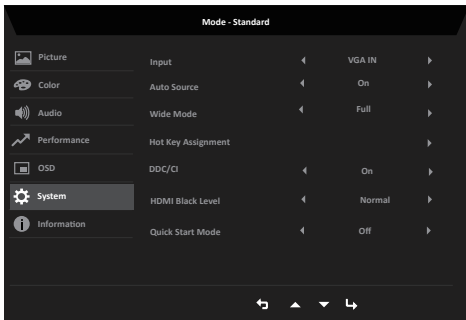 Mode - Standard
Picture
Color
Audio
Performance
OSD
System
Information
Input VGA IN
Auto Source On
Wide Mode Full
Hot Key Assignment
DDC/CI On
HDMI Black Level Normal
Quick Start Mode Off